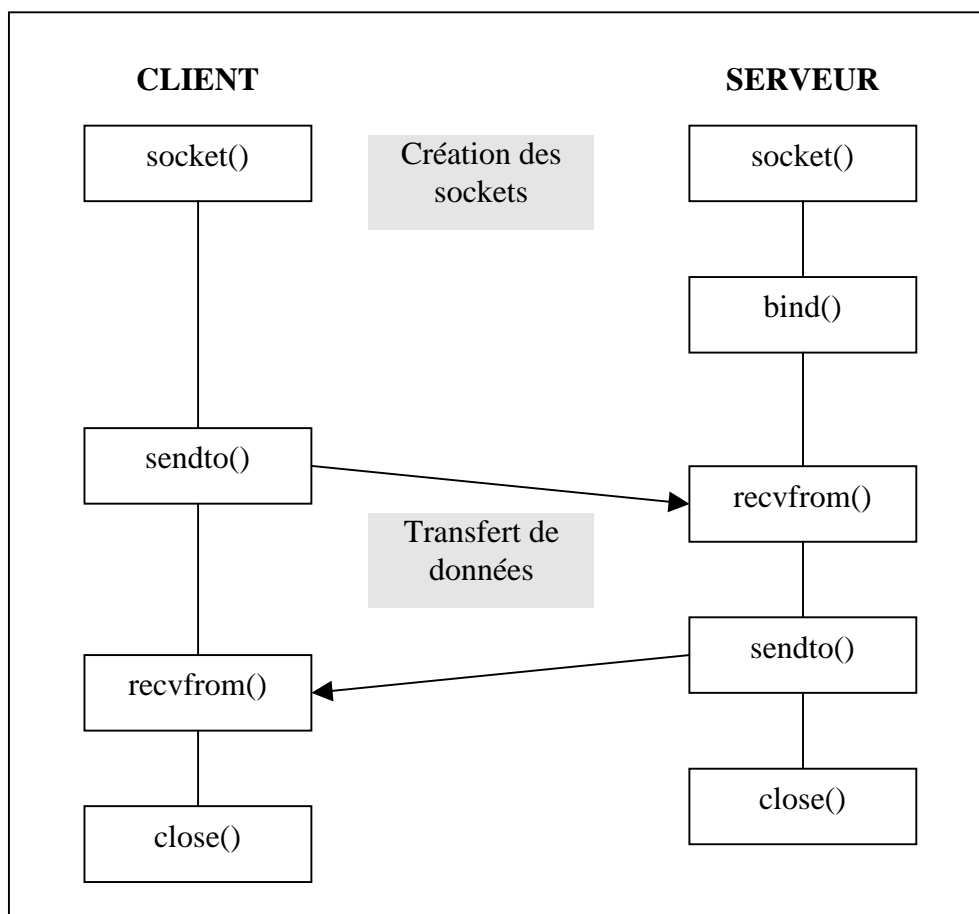 CLIENT
SERVEUR
socket()
Création des
sockets
socket()
bind()
sendto()
recvfrom()
Transfert de
données
sendto()
recvfrom()
close()
close()